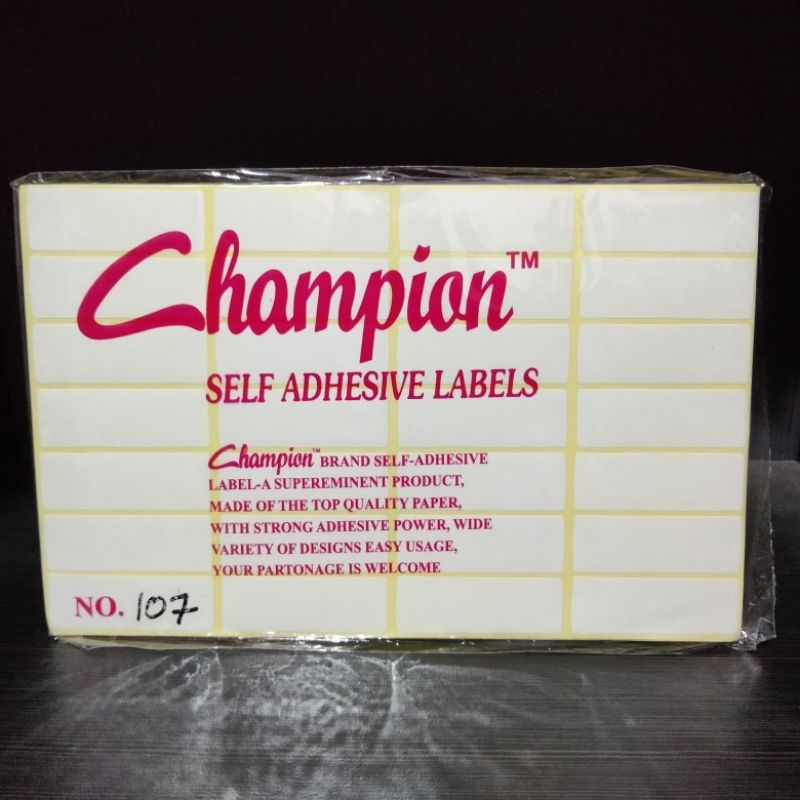 Champion™
SELF ADHESIVE LABELS
Champion™ BRAND SELF-ADHESIVE
LABEL-A SUPEREMINENT PRODUCT,
MADE OF THE TOP QUALITY PAPER,
WITH STRONG ADHESIVE POWER, WIDE
VARIETY OF DESIGNS EASY USAGE,
YOUR PARTONAGE IS WELCOME
NO. 107